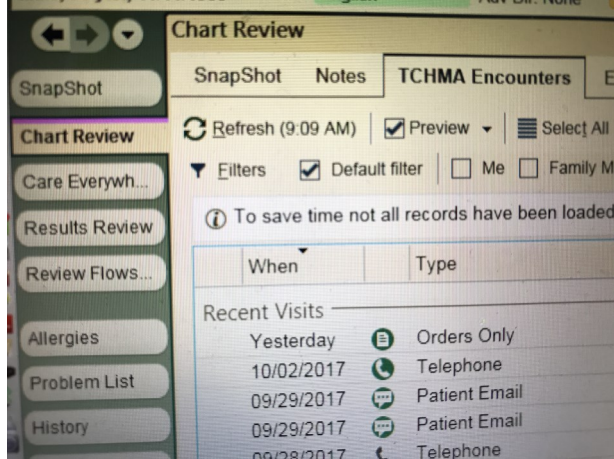 Chart Review
SnapShot
Notes
TCHMA Encounters
Refresh (9:09 AM)
Preview
Select All
Filters
Default filter
Me
Family
To save time not all records have been loaded
When
Type
Recent Visits
Yesterday
Orders Only
10/02/2017
Telephone
09/29/2017
Patient Email
09/29/2017
Patient Email
09/28/2017
Telephone
SnapShot
Chart Review
Care Everywh...
Results Review
Review Flows...
Allergies
Problem List
History